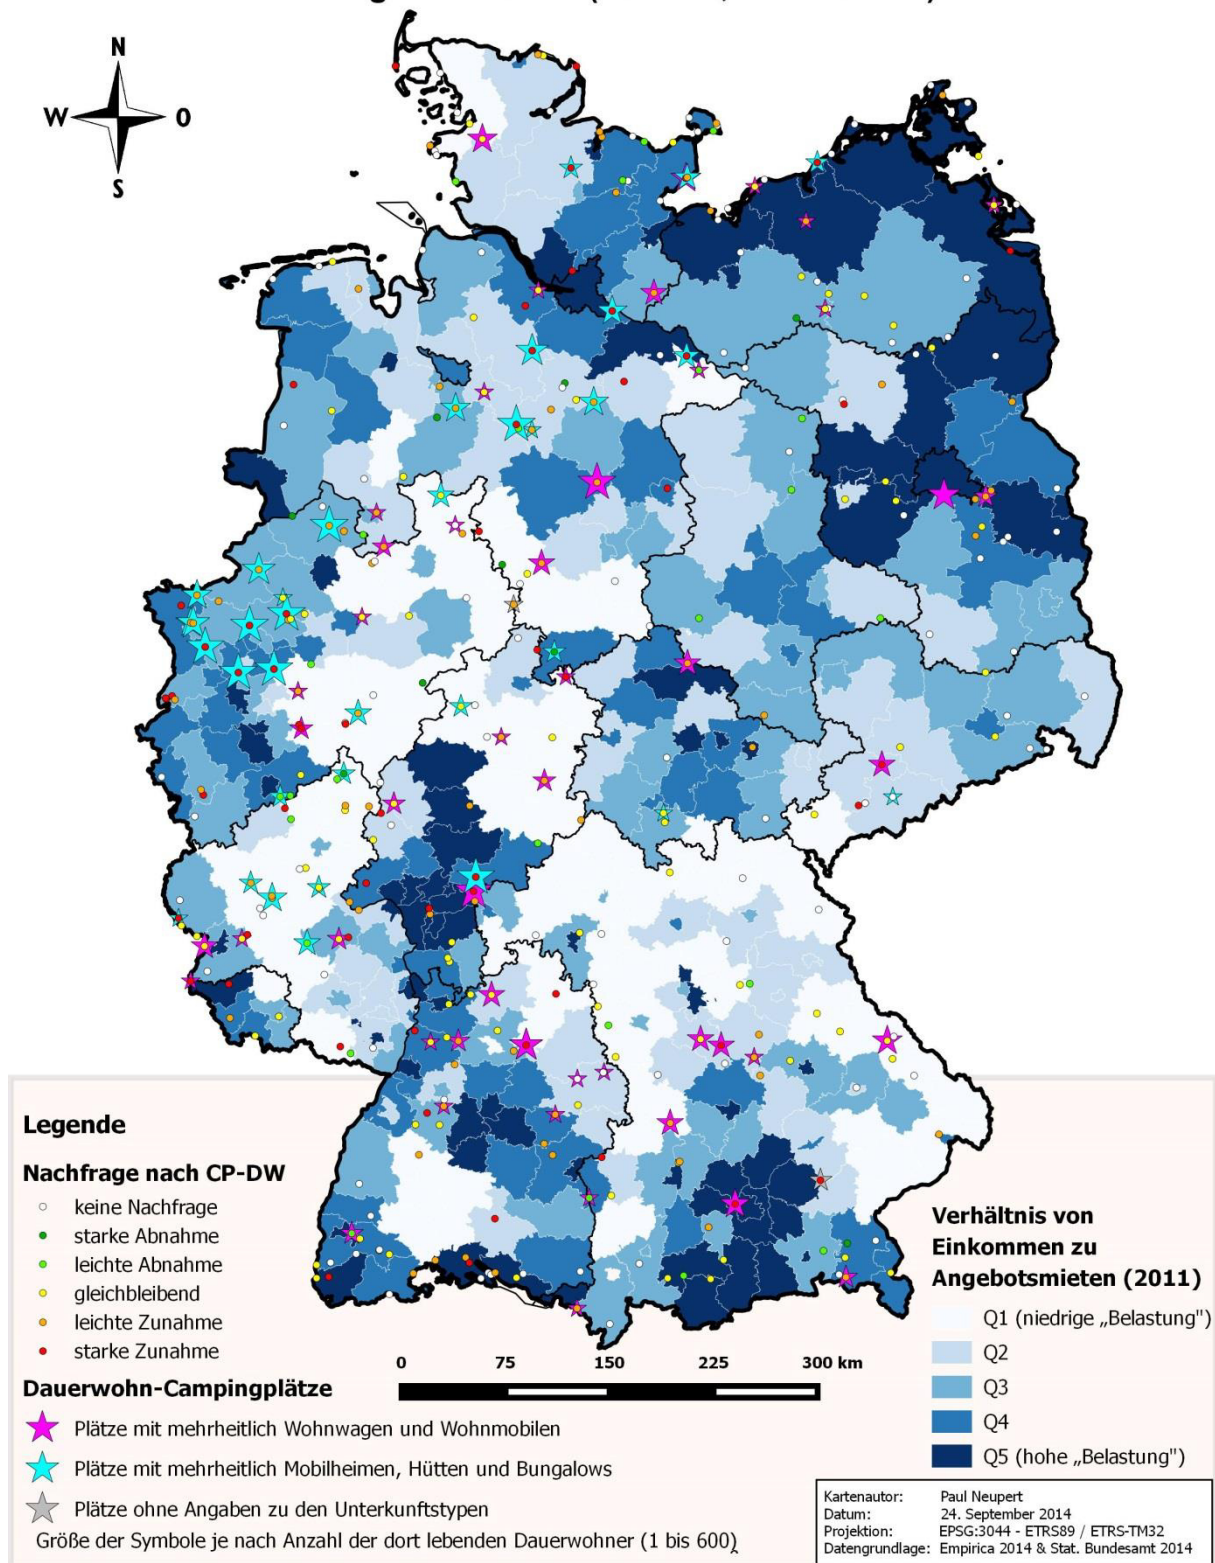 N
W O
S
Legende
Nachfrage nach CP-DW
keine Nachfrage
starke Abnahme
leichte Abnahme
gleichbleibend
leichte Zunahme
starke Zunahme
Dauerwohn-Campingplätze
Plätze mit mehrheitlich Wohnwagen und Wohnmobilen
Plätze mit mehrheitlich Mobilheimen, Hütten und Bungalows
Plätze ohne Angaben zu den Unterkunftstypen
Größe der Symbole je nach Anzahl der dort lebenden Dauerwohner (1 bis 600)
0 75 150 225 300 km
Verhältnis von
Einkommen zu
Angebotsmieten (2011)
Q1 (niedrige „Belastung")
Q2
Q3
Q4
Q5 (hohe „Belastung")
Kartenautor: Paul Neupert
Datum: 24. September 2014
Projektion: EPSG:3044 - ETRS89 / ETRS-TM32
Datengrundlage: Empirica 2014 & Stat. Bundesamt 2014